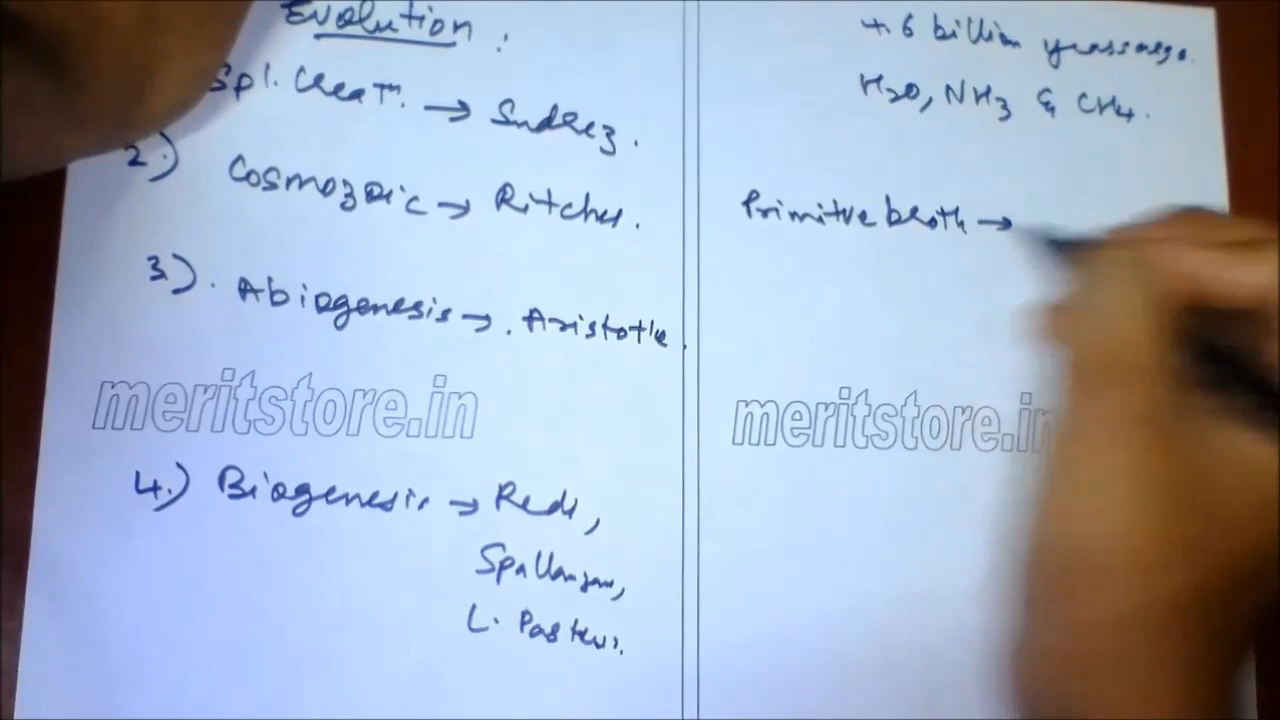 Evolution :
Spl. Creatn. → Suarez.
2.) Cosmozoic → Ritcher.
3). Abiogenesis →. Aristotle.
meritstore.in
4.) Biogenesis → Redi,
Spallanzani,
L. Pasteur.
4.6 billion years ago.
H2O, NH3 & CH4.
Primitive broth →
meritstore.in